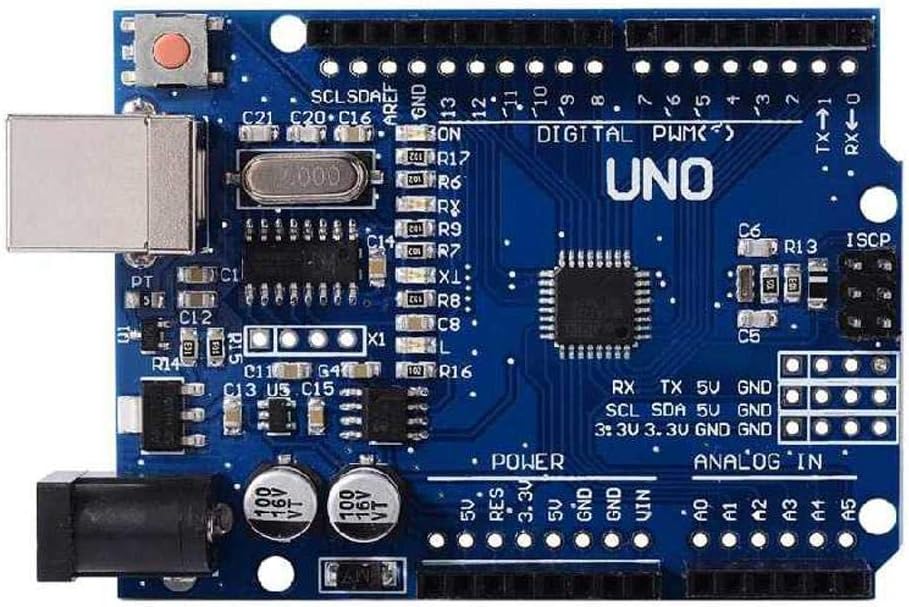 C21 C20 C16
SCL SDA AREF GND 13 12 ~11 ~10 ~9 8 7 ~6 ~5 4 ~3 2 TX→1 RX←0
ON
DIGITAL PWM(~)
UNO
R17
R6
RX
R9
R7
TX
R8
C8
L
R16
C14
PT
C12
R14
R15
X1
C11
C13 U5 C15
C6
R13
ISCP
C5
RX TX 5V GND
SCL SDA 5V GND
3.3V 3.3V GND GND
POWER
5V RES 3.3V 5V GND GND VIN
ANALOG IN
A0 A1 A2 A3 A4 A5
100
16V
VT
100
16V
VT